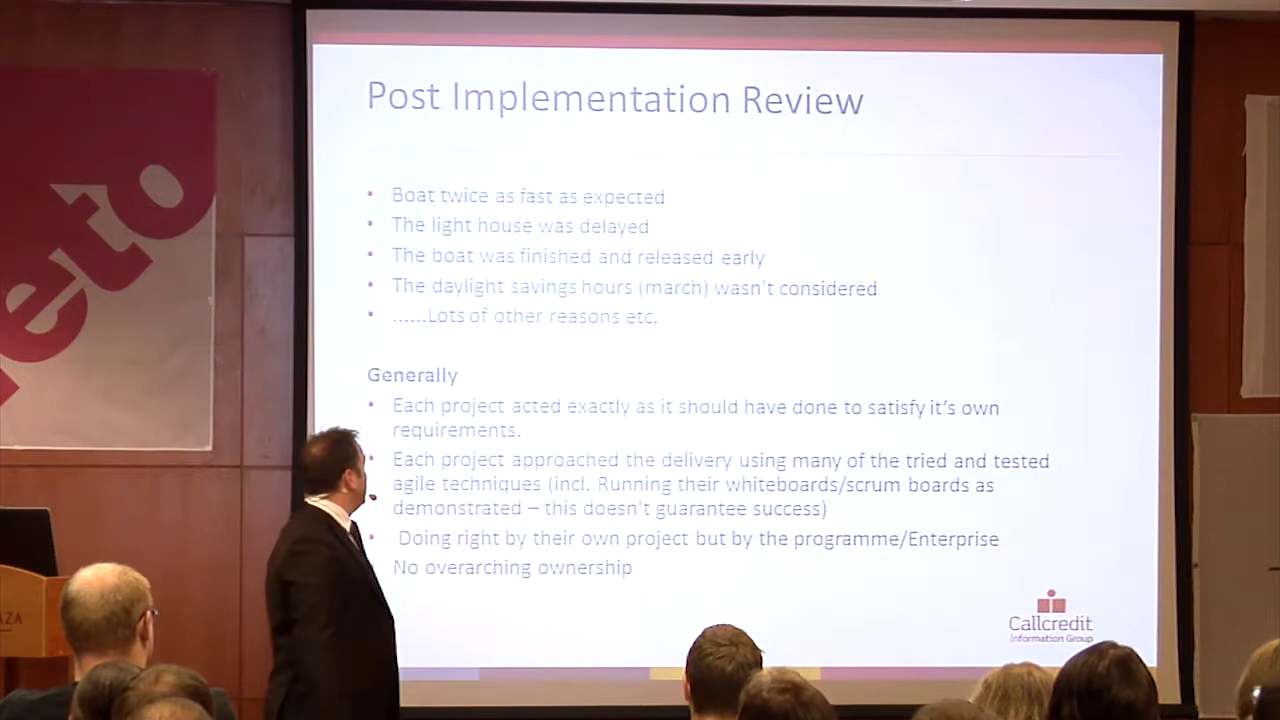 eto
Post Implementation Review
• Boat twice as fast as expected
• The light house was delayed
• The boat was finished and released early
• The daylight savings hours (march) wasn't considered
• ......Lots of other reasons etc.
Generally
• Each project acted exactly as it should have done to satisfy it's own
requirements.
• Each project approached the delivery using many of the tried and tested
agile techniques (incl. Running their whiteboards/scrum boards as
demonstrated – this doesn't guarantee success)
• Doing right by their own project but by the programme/Enterprise
No overarching ownership
Callcredit
Information Group
AZA